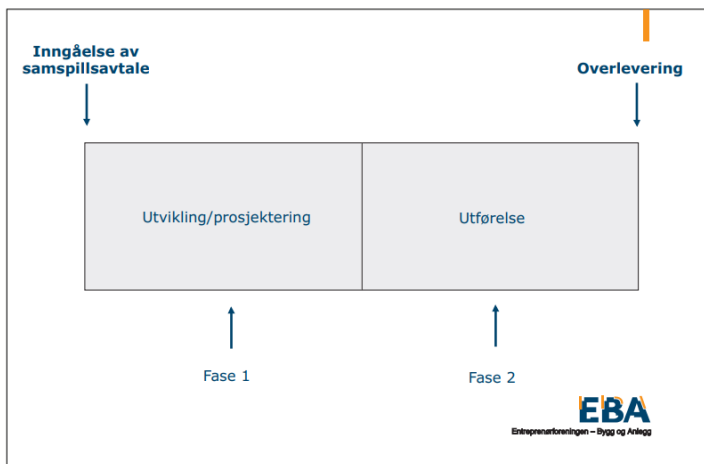 Inngåelse av
samspillsavtale
Overlevering
Utvikling/prosjektering
Utførelse
Fase 1
Fase 2
EBA
Entreprenørforeningen – Bygg og Anlegg